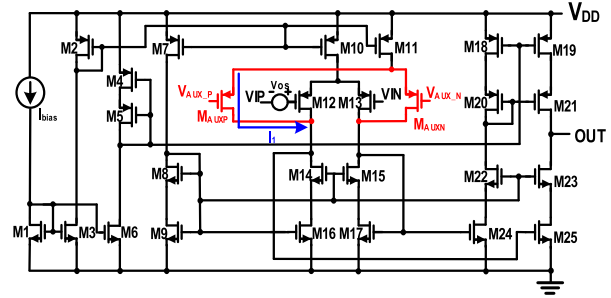 VDD
M2
M7
M10
M11
M18
M19
M4
Vos
VAUX_P
VIP
M12
M13
VIN
VAUX_N
M20
M21
Ibias
M5
MAUXP
MAUXN
I1
OUT
M8
M14
M15
M22
M23
M1
M3
M6
M9
M16
M17
M24
M25